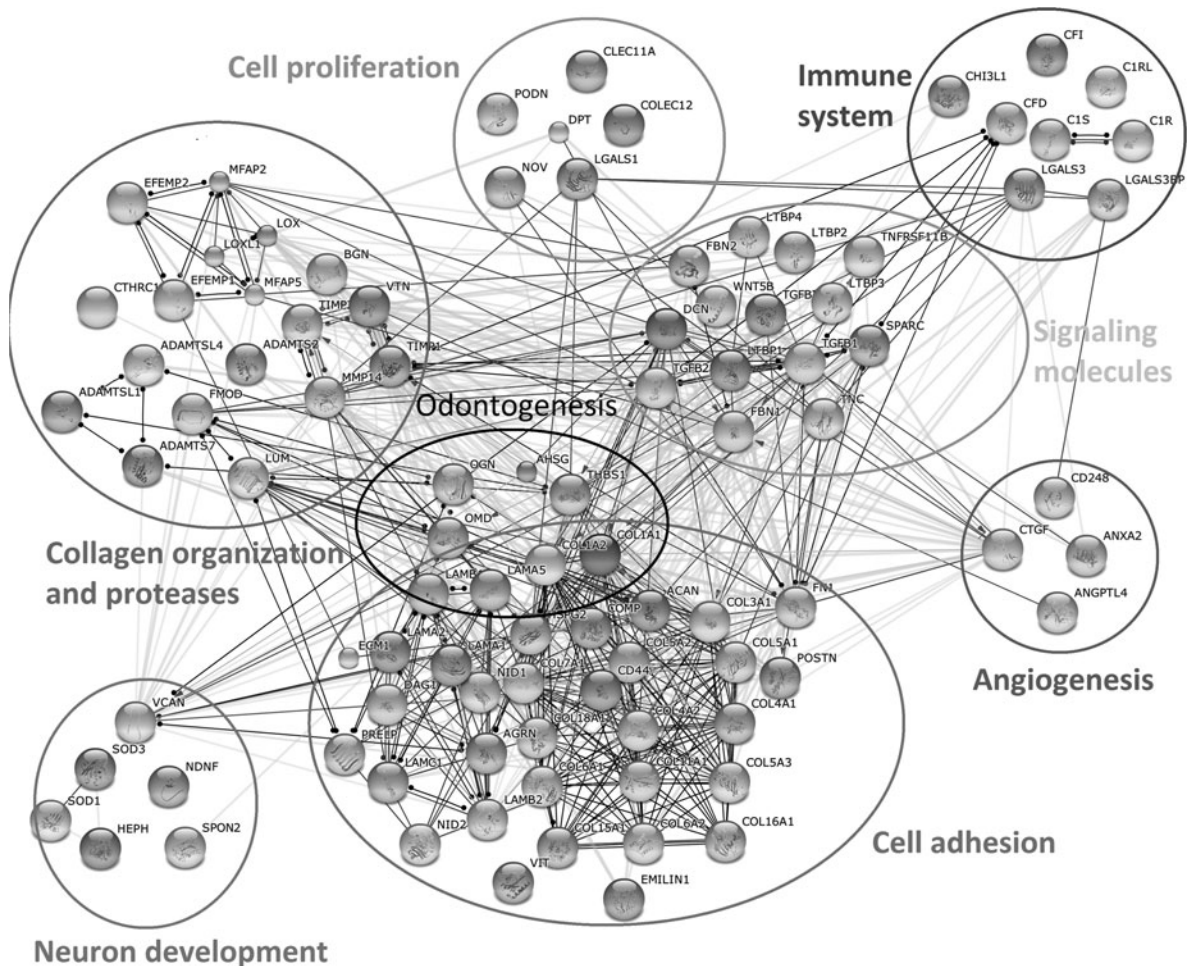 Cell proliferation
CLEC11A
PODN
COLEC12
DPT
NOV
LGALS1
Immune
system
CFI
CHI3L1
C1RL
CFD
C1S
C1R
LGALS3
LGALS3BP
EFEMP2
MFAP2
LOX
LOXL1
BGN
CTHRC1
EFEMP1
MFAP5
VTN
TIMP1
ADAMTSL4
ADAMTS2
MMP14
ADAMTSL1
FMOD
ADAMTS7
LUM
Collagen organization
and proteases
LTBP4
LTBP2
FBN2
TNFRSF11B
WNT5B
LTBP3
DCN
SPARC
LTBP1
TGFB1
TGFB2
FBN1
TNC
Signaling
molecules
Odontogenesis
OGN
AHSG
THBS1
OMD
COL1A1
COL1A2
LAMA5
CD248
CTGF
ANXA2
ANGPTL4
Angiogenesis
ACAN
COL3A1
FN1
COMP
ECM1
LAMA2
LAMA1
COL5A2
COL5A1
POSTN
DAG1
NID1
COL7A1
CD44
COL4A2
COL4A1
PRELP
AGRN
COL18A1
LAMC1
COL6A1
COL11A1
COL5A3
LAMB2
NID2
COL15A1
COL6A2
COL16A1
VIT
EMILIN1
Cell adhesion
VCAN
SOD3
NDNF
SOD1
HEPH
SPON2
Neuron development